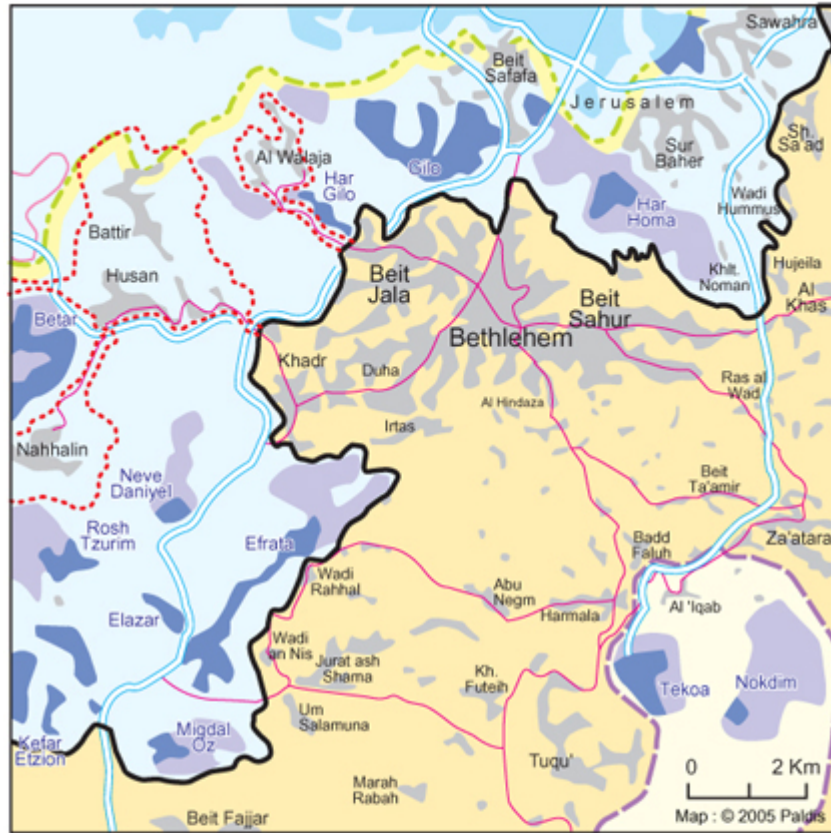 Sawahra
Beit
Safafa
Jerusalem
Sh.
Sa'ad
Al Walaja
Gilo
Sur
Baher
Har
Gilo
Har
Homa
Wadi
Hummus
Battir
Husan
Betar
Beit
Jala
Beit
Sahur
Khlt.
Noman
Hujeila
Al
Khas
Bethlehem
Khadr
Duha
Ras al
Wad
Al Hindaza
Irtas
Nahhalin
Neve
Daniyel
Beit
Ta'amir
Rosh
Tzurim
Efrata
Badd
Faluh
Za'atara
Wadi
Rahhal
Abu
Negm
Harmala
Al 'Iqab
Elazar
Wadi
an Nis
Jurat ash
Shama
Kh.
Futeih
Tekoa
Nokdim
Um
Salamuna
Migdal
Oz
Kefar
Etzion
Tuqu'
Marah
Rabah
Beit Fajjar
0 2 Km
Map : © 2005 Paldis